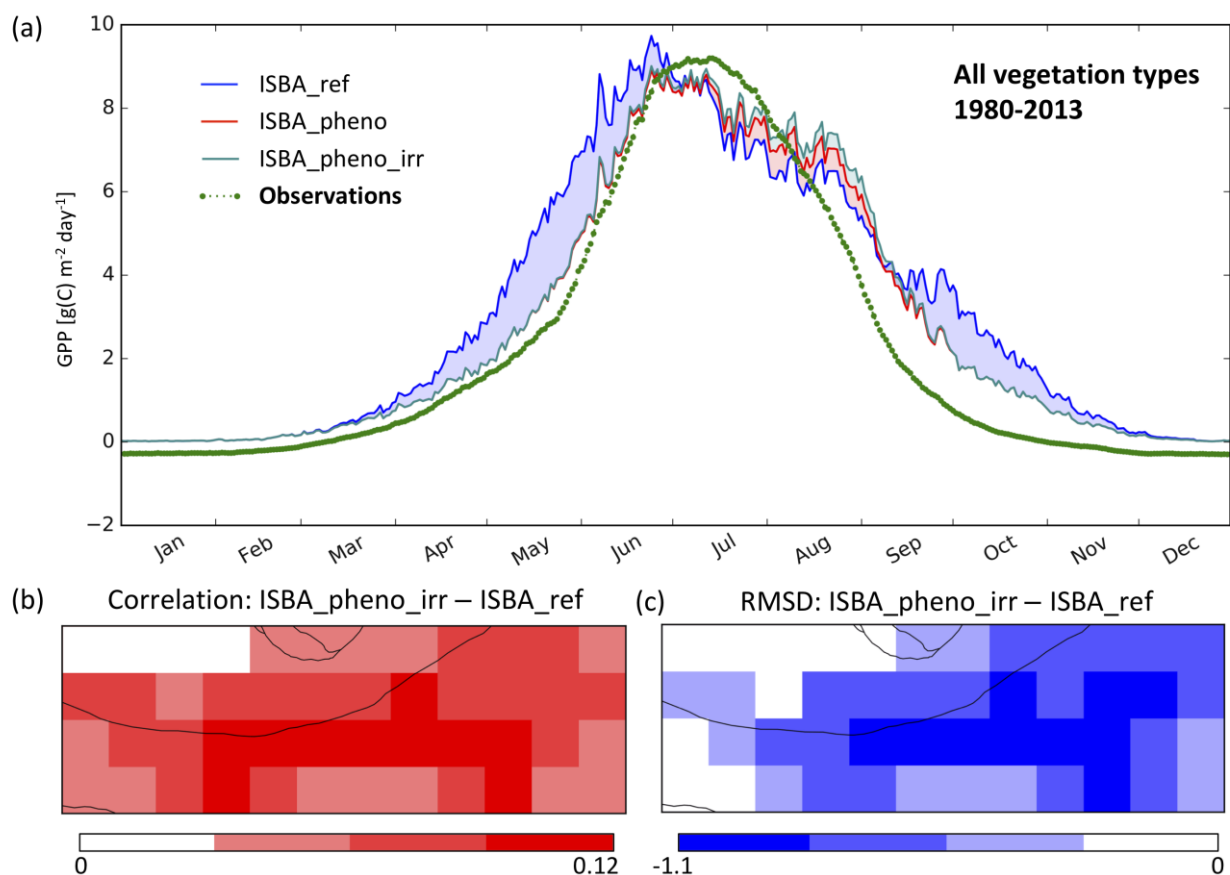 (a)
10
8
6
4
2
0
−2
GPP [g(C) m⁻² day⁻¹]
ISBA_ref
ISBA_pheno
ISBA_pheno_irr
Observations
All vegetation types
1980-2013
Jan Feb Mar Apr May Jun Jul Aug Sep Oct Nov Dec
(b) Correlation: ISBA_pheno_irr – ISBA_ref
0 0.12
(c) RMSD: ISBA_pheno_irr – ISBA_ref
-1.1 0